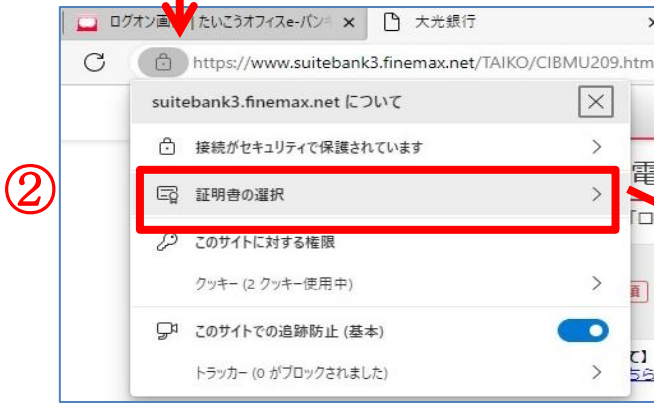 ログオン画 | たいこうオフィスe-バン
大光銀行
https://www.suitebank3.finemax.net/TAIKO/CIBMU209.htm
suitebank3.finemax.net について
接続がセキュリティで保護されています
②
証明書の選択
電
「ロ
このサイトに対する権限
クッキー (2 クッキー使用中)
このサイトでの追跡防止 (基本)
トラッカー (0 がブロックされました)
て】
ちら